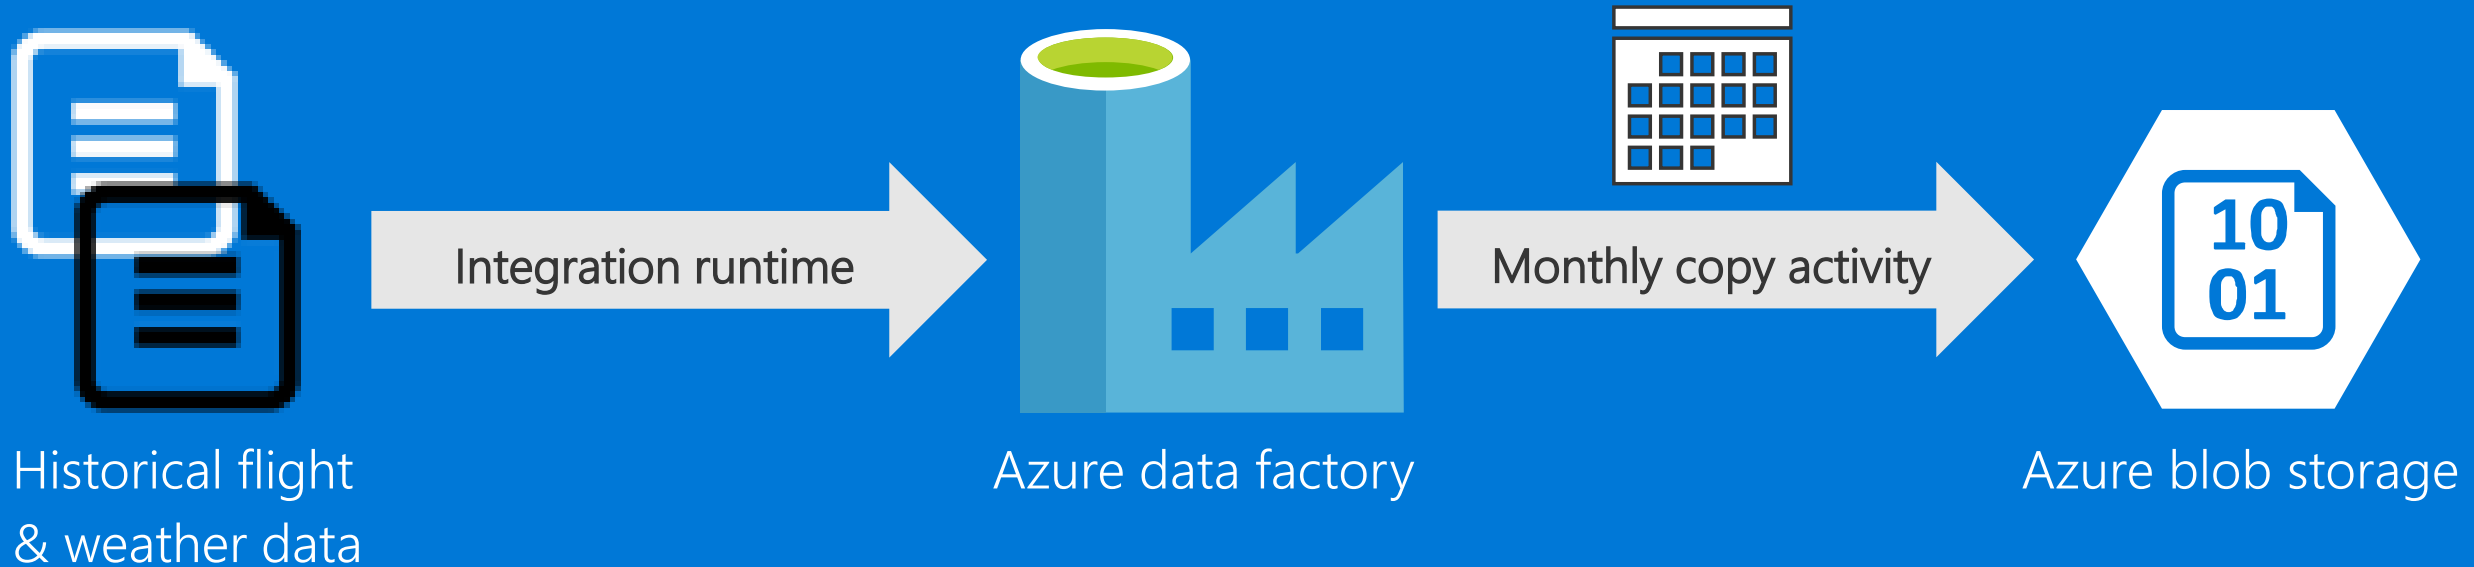 Integration runtime
Monthly copy activity
10
01
Historical flight
& weather data
Azure data factory
Azure blob storage